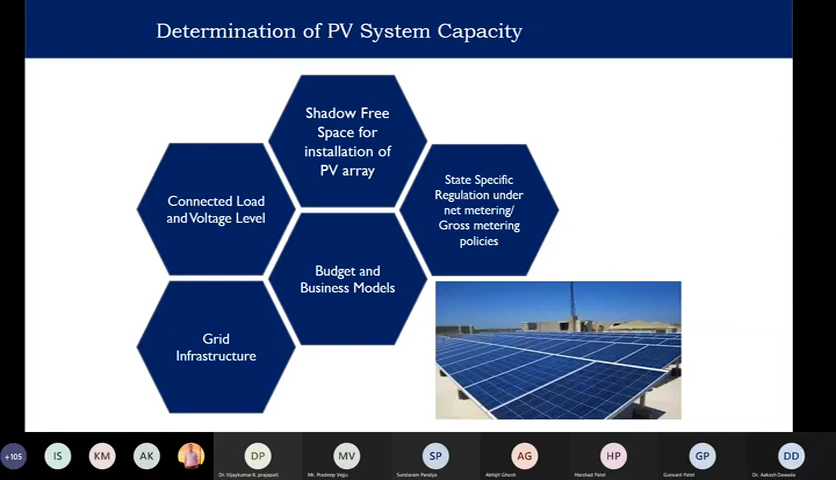 Determination of PV System Capacity
Shadow Free
Space for
installation of
PV array
Connected Load
and Voltage Level
State Specific
Regulation under
net metering/
Gross metering
policies
Budget and
Business Models
Grid
Infrastructure
+105
IS
KM
AK
DP
MV
SP
AG
HP
GP
DD
Dr. Vijaykumar K. prajapati
Mr. Pradeep Vejju
Sundaram Pandya
Abhijit Ghosh
Harshad Patel
Gunvant Patel
Dr. Aakash Dawada